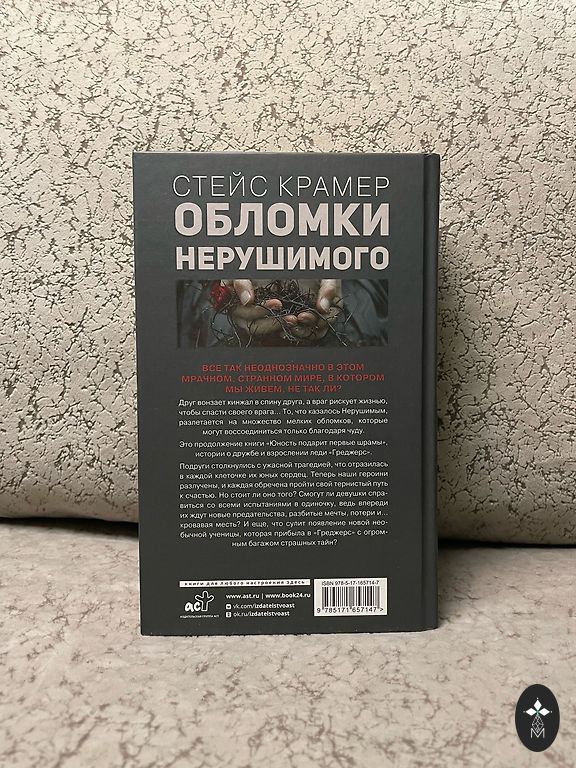 СТЕЙС КРАМЕР
ОБЛОМКИ
НЕРУШИМОГО
ВСЕ ТАК НЕОДНОЗНАЧНО В ЭТОМ
МРАЧНОМ, СТРАННОМ МИРЕ, В КОТОРОМ
МЫ ЖИВЕМ, НЕ ТАК ЛИ?
Друг вонзает кинжал в спину друга, а враг рискует жизнью,
чтобы спасти своего врага... То, что казалось Нерушимым,
разлетается на множество мелких обломков, которые
могут воссоединиться только благодаря чуду.
Это продолжение книги «Юность подарит первые шрамы»,
истории о дружбе и взрослении леди «Греджерс».
Подруги столкнулись с ужасной трагедией, что отразилась
в каждой клеточке их юных сердец. Теперь наши героини
разлучены, и каждая обречена пройти свой тернистый путь
к счастью. Но стоит ли оно того? Смогут ли девушки спра-
виться со всеми испытаниями в одиночку, ведь впереди
их ждут новые предательства, разбитые мечты, потери и...
кровавая месть? И еще, что сулит появление новой нео-
бычной ученицы, которая прибыла в «Греджерс» с огром-
ным багажом страшных тайн?
книги для любого настроения здесь
аст
ИЗДАТЕЛЬСКАЯ ГРУППА АСТ
www.ast.ru | www.book24.ru
vk.com/izdatelstvoast
ok.ru/izdatelstvoast
ISBN 978-5-17-165714-7
9 785171 657147 >
M